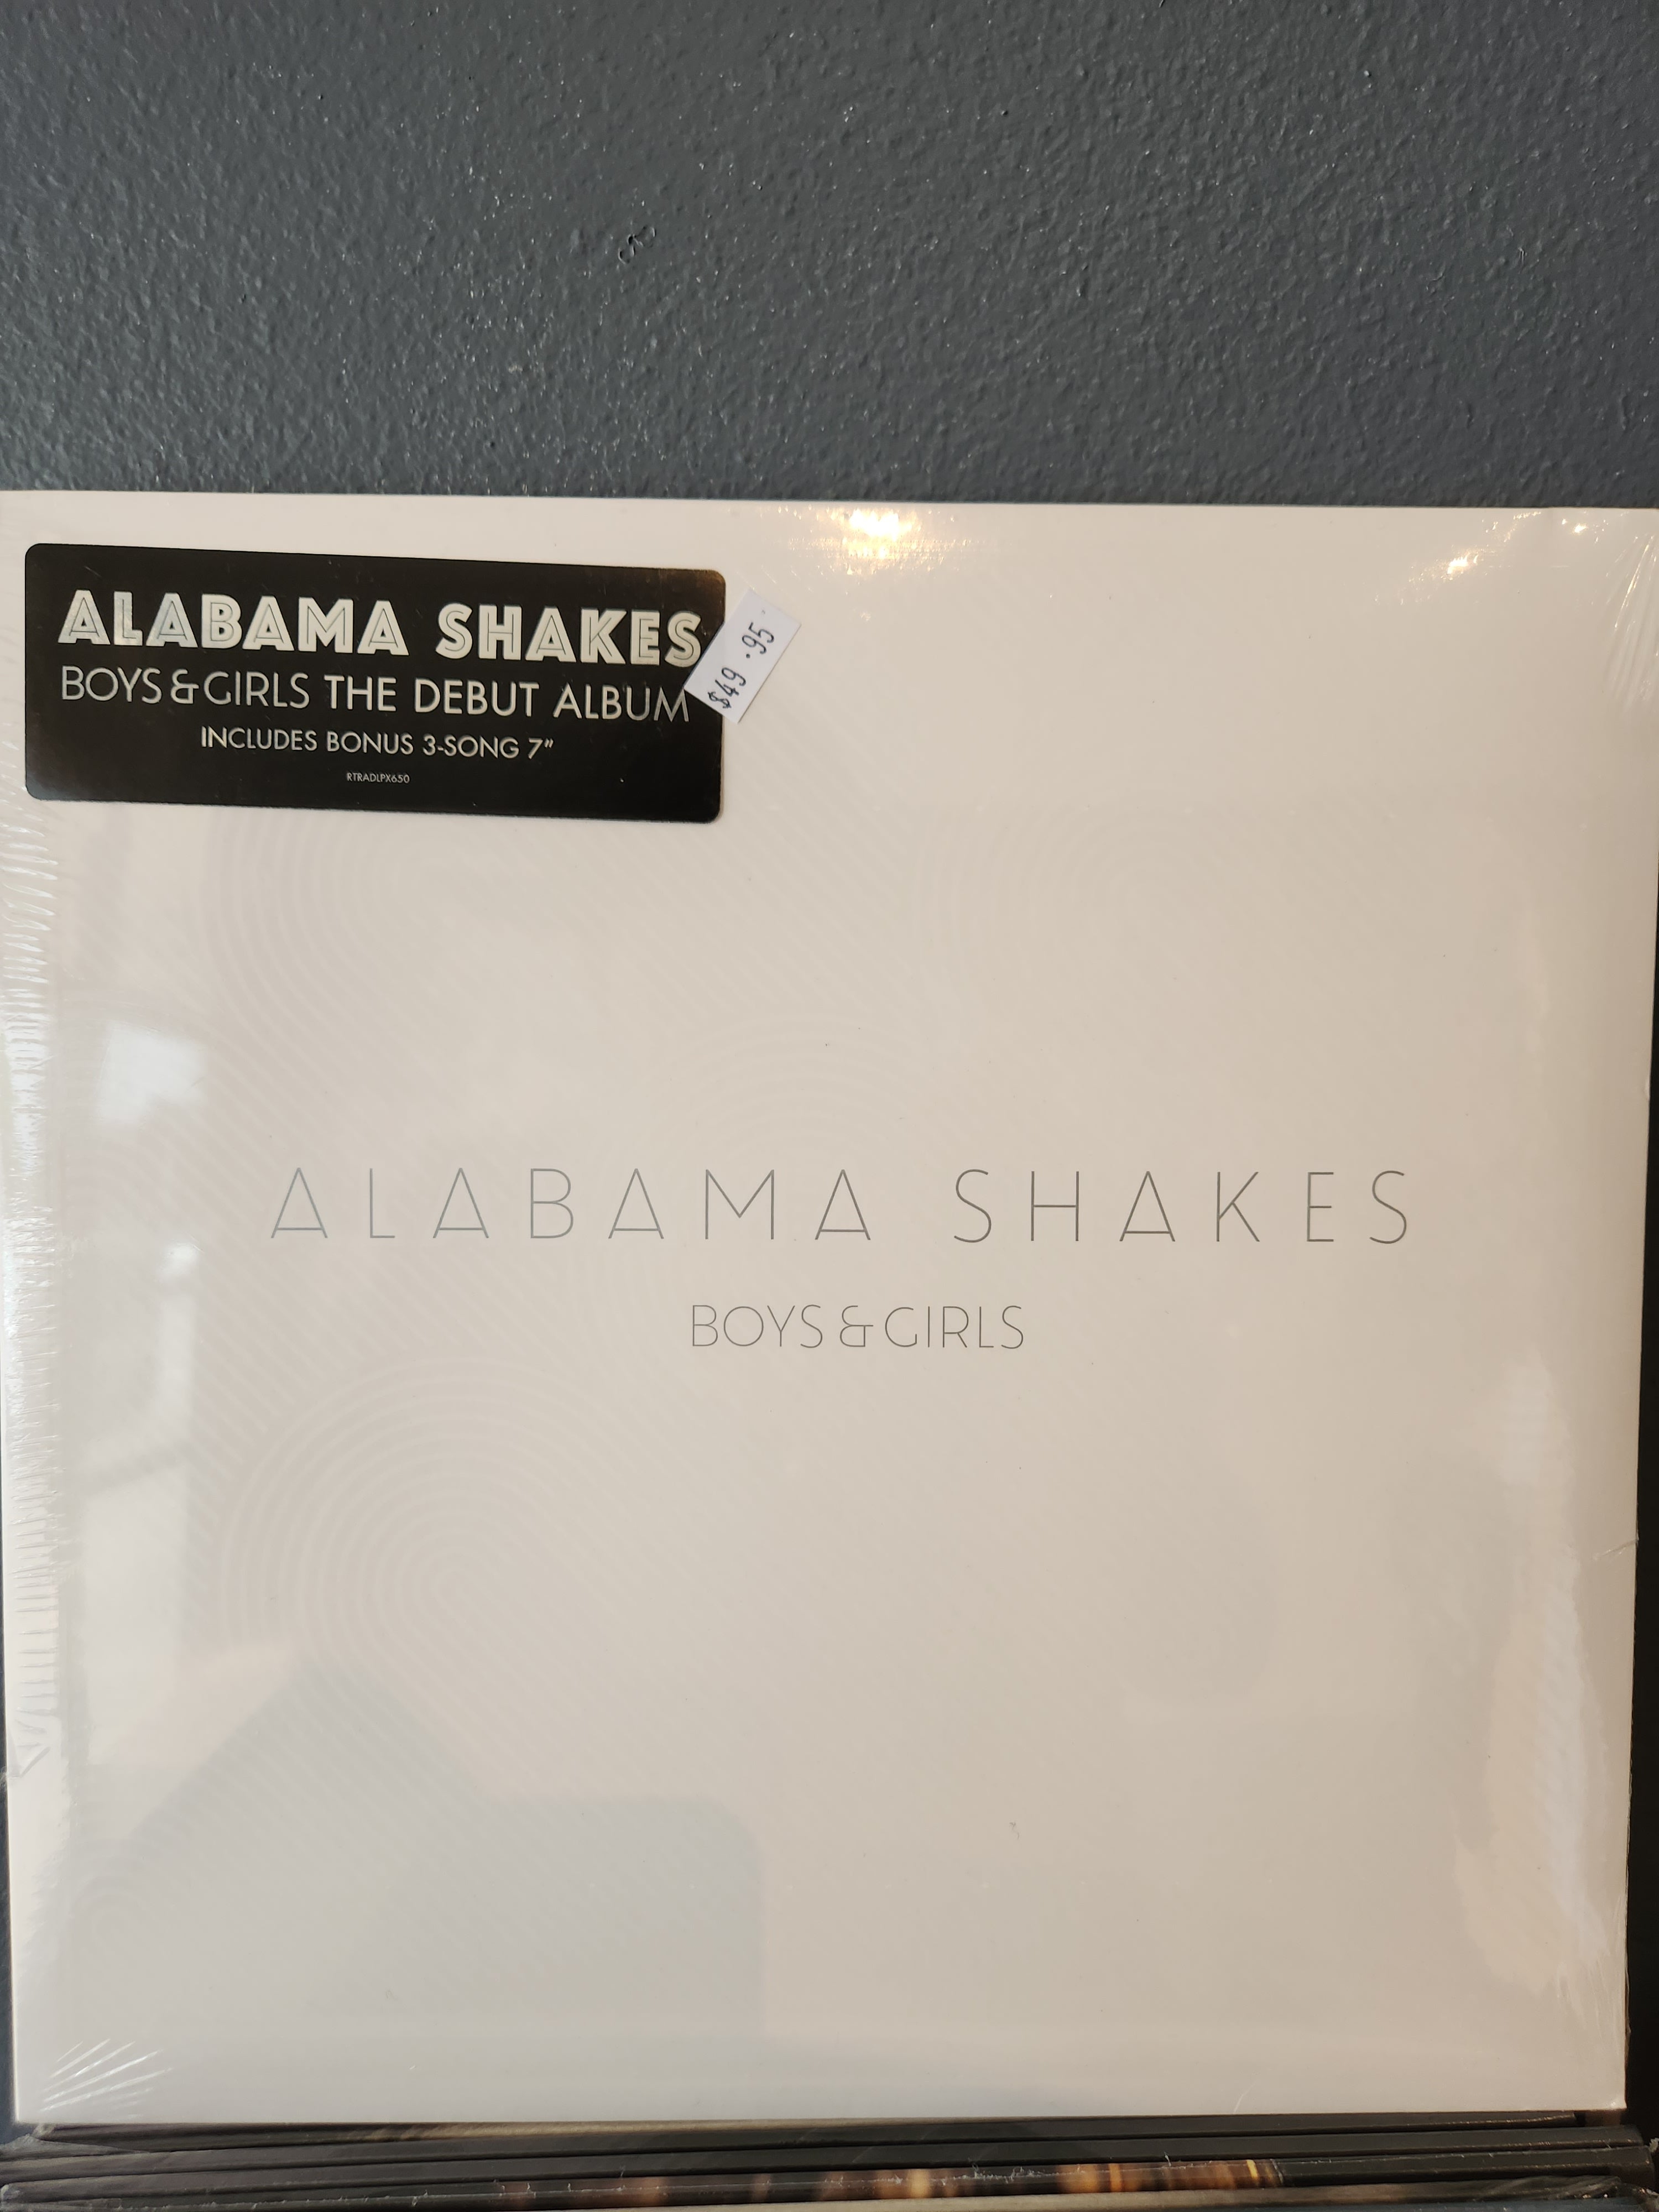 ALABAMA SHAKES
BOYS & GIRLS THE DEBUT ALBUM
INCLUDES BONUS 3-SONG 7”
RTRADLPX650
$49.95
ALABAMA SHAKES
BOYS & GIRLS